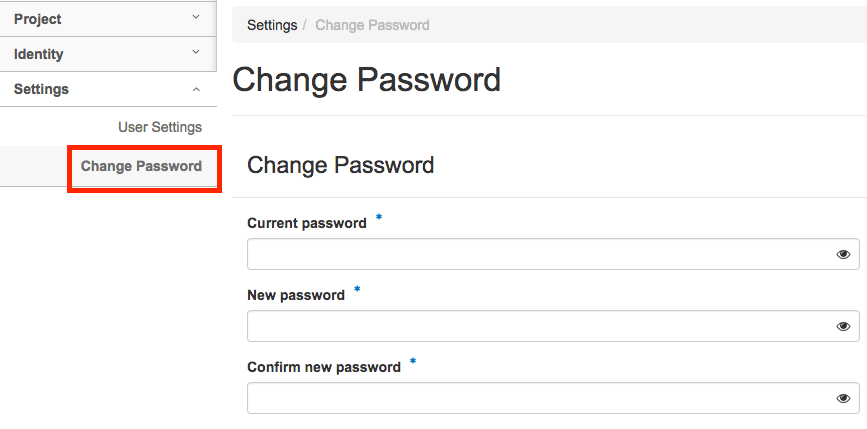 Project
Identity
Settings
User Settings
Change Password
Settings / Change Password
Change Password
Change Password
Current password *
New password *
Confirm new password *